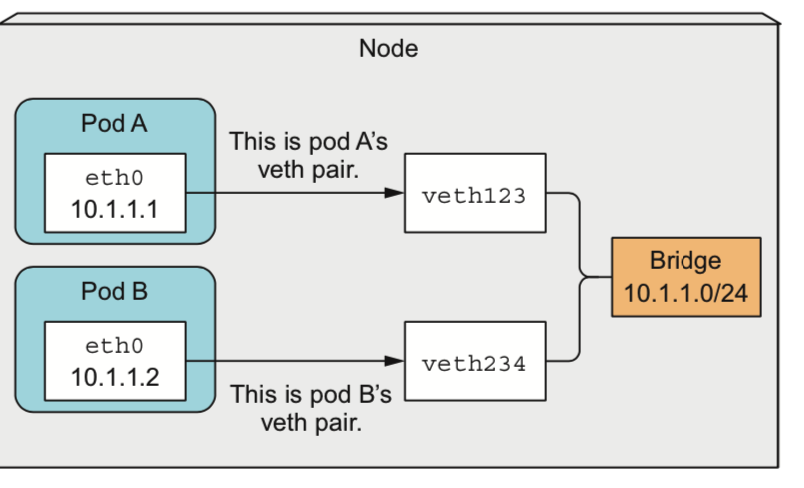 Node
Pod A
eth0
10.1.1.1
This is pod A’s
veth pair.
veth123
Bridge
10.1.1.0/24
Pod B
eth0
10.1.1.2
This is pod B’s
veth pair.
veth234